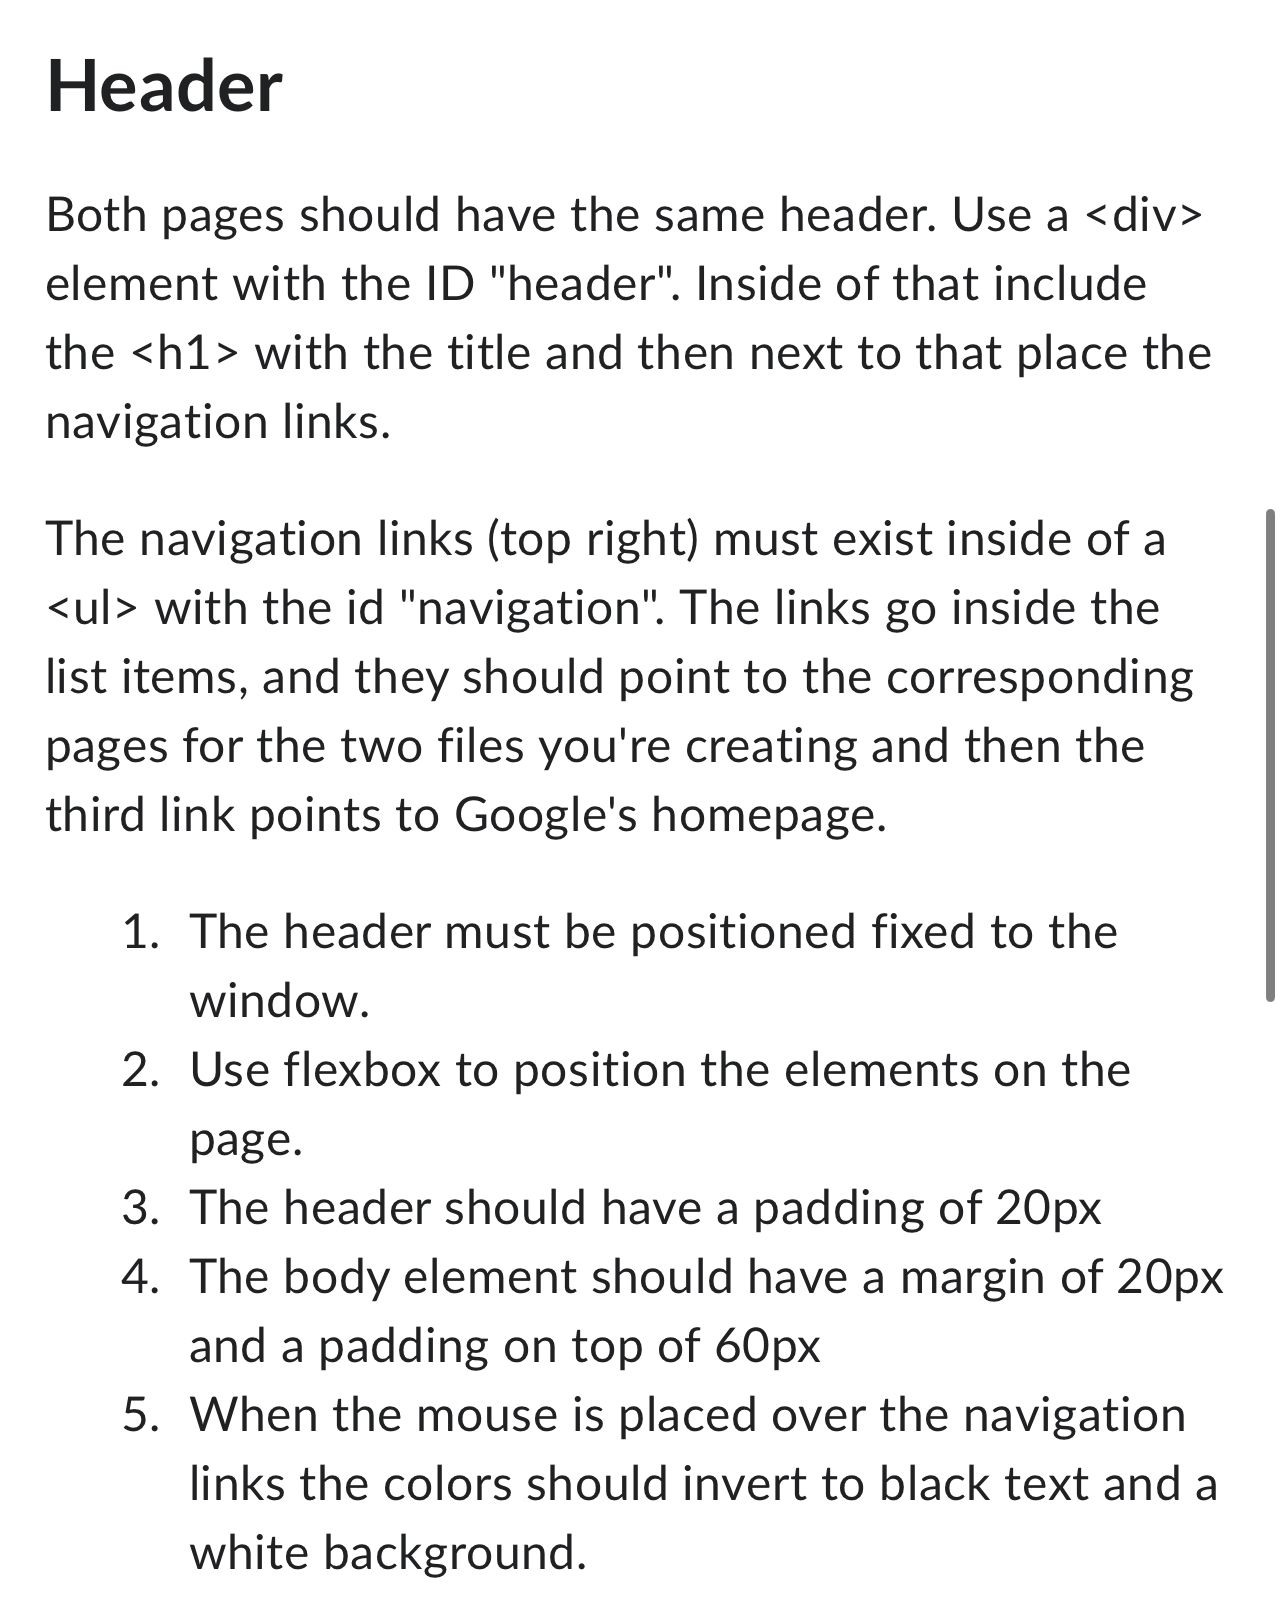 Header
Both pages should have the same header. Use a <div>
element with the ID "header". Inside of that include
the <h1> with the title and then next to that place the
navigation links.
The navigation links (top right) must exist inside of a
<ul> with the id "navigation". The links go inside the
list items, and they should point to the corresponding
pages for the two files you're creating and then the
third link points to Google's homepage.
1. The header must be positioned fixed to the
window.
2. Use flexbox to position the elements on the
page.
3. The header should have a padding of 20px
4. The body element should have a margin of 20px
and a padding on top of 60px
5. When the mouse is placed over the navigation
links the colors should invert to black text and a
white background.